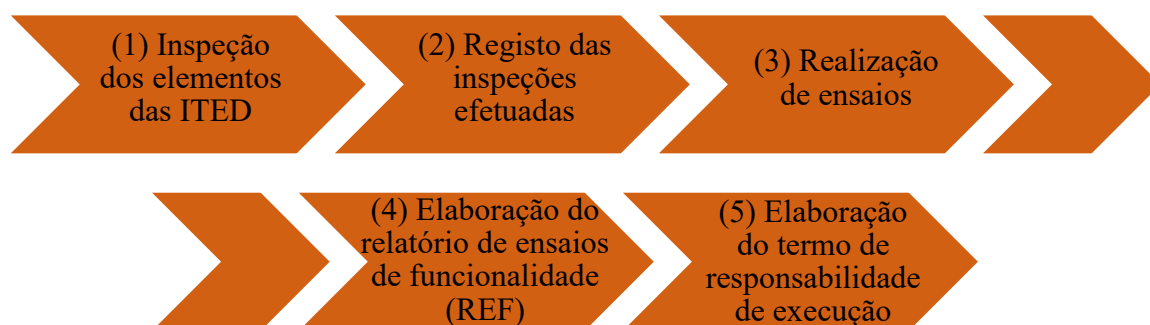 (1) Inspeção
dos elementos
das ITED
(2) Registo das
inspeções
efetuadas
(3) Realização
de ensaios
(4) Elaboração do
relatório de ensaios
de funcionalidade
(REF)
(5) Elaboração
do termo de
responsabilidade
de execução